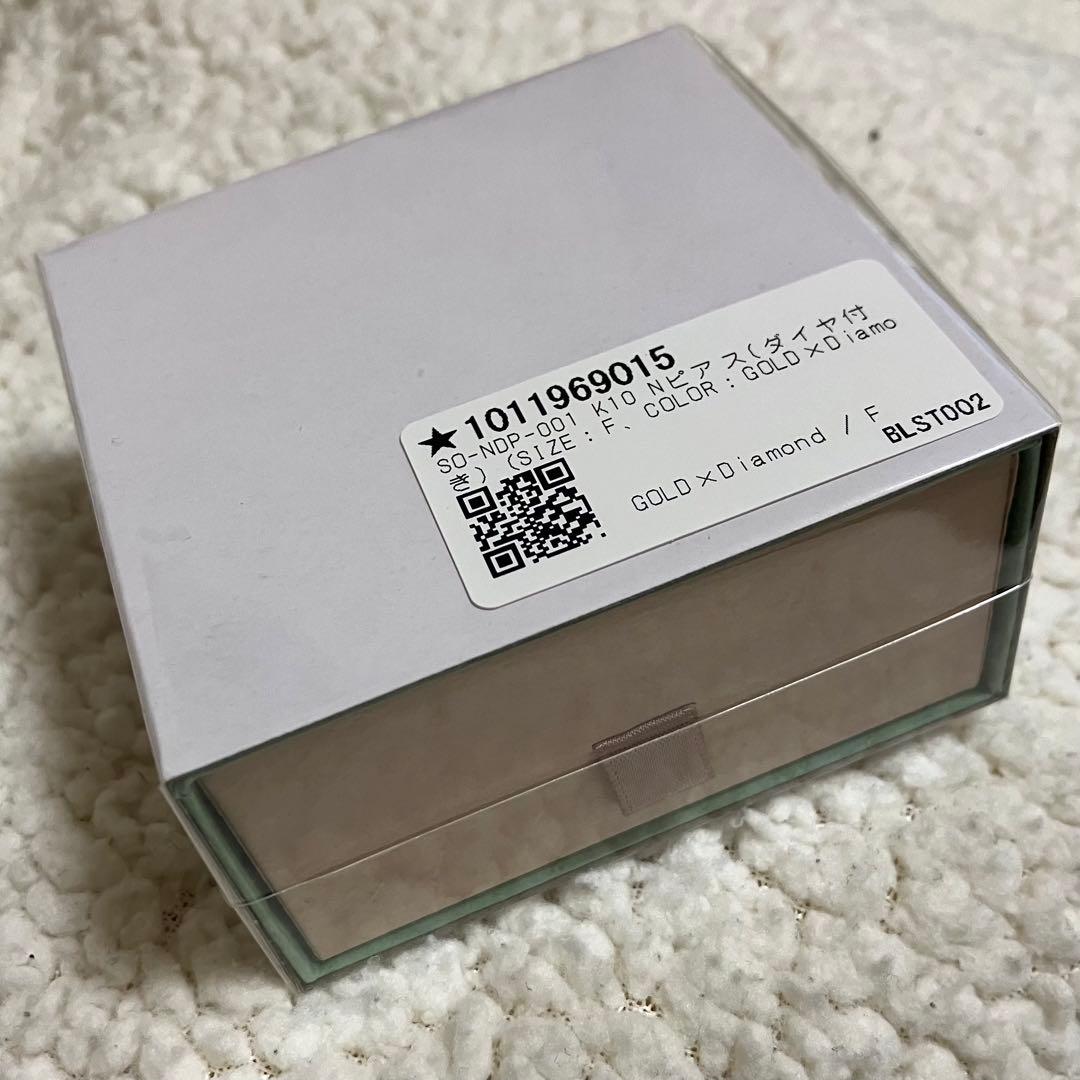 ★1011969015
SO-NDP-001 K10 Nピアス(ダイヤ付
き) (SIZE:F、COLOR:GOLD×Diamo
GOLD×Diamond / F
BLST002